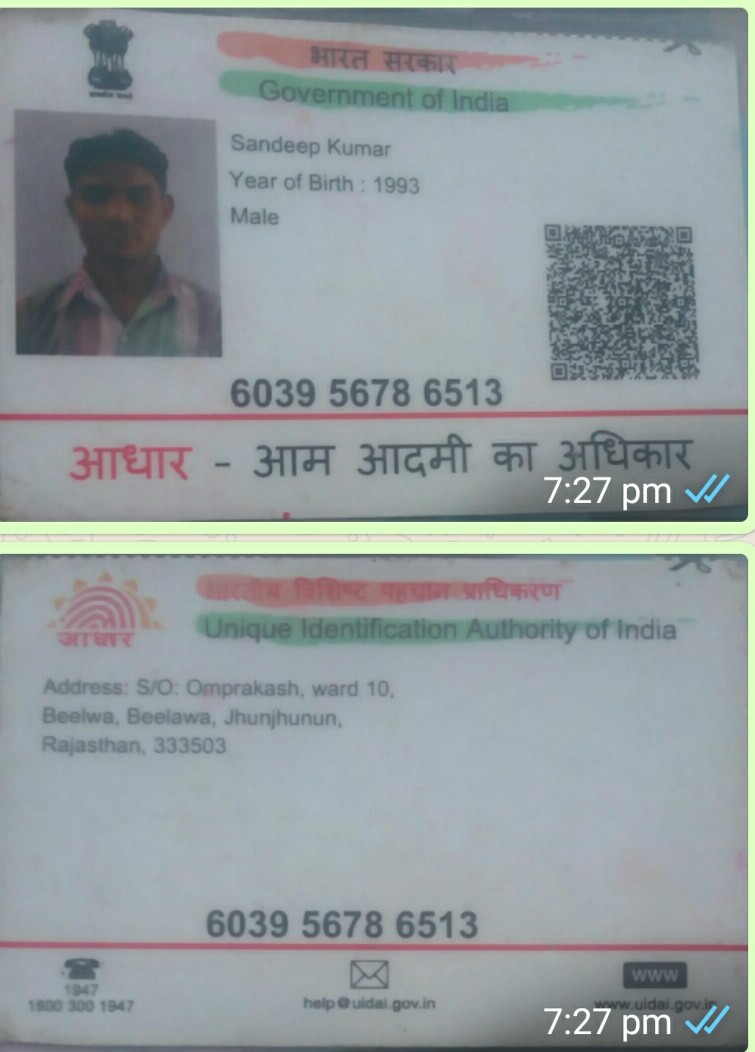 भारत सरकार
Government of India
Sandeep Kumar
Year of Birth : 1993
Male
6039 5678 6513
आधार - आम आदमी का अधिकार
7:27 pm
भारतीय विशिष्ट पहचान प्राधिकरण
Unique Identification Authority of India
आधार
Address: S/O: Omprakash, ward 10,
Beelwa, Beelawa, Jhunjhunun,
Rajasthan, 333503
6039 5678 6513
1947
1800 300 1947
help@uidai.gov.in
WWW
www.uidai.gov.in
7:27 pm